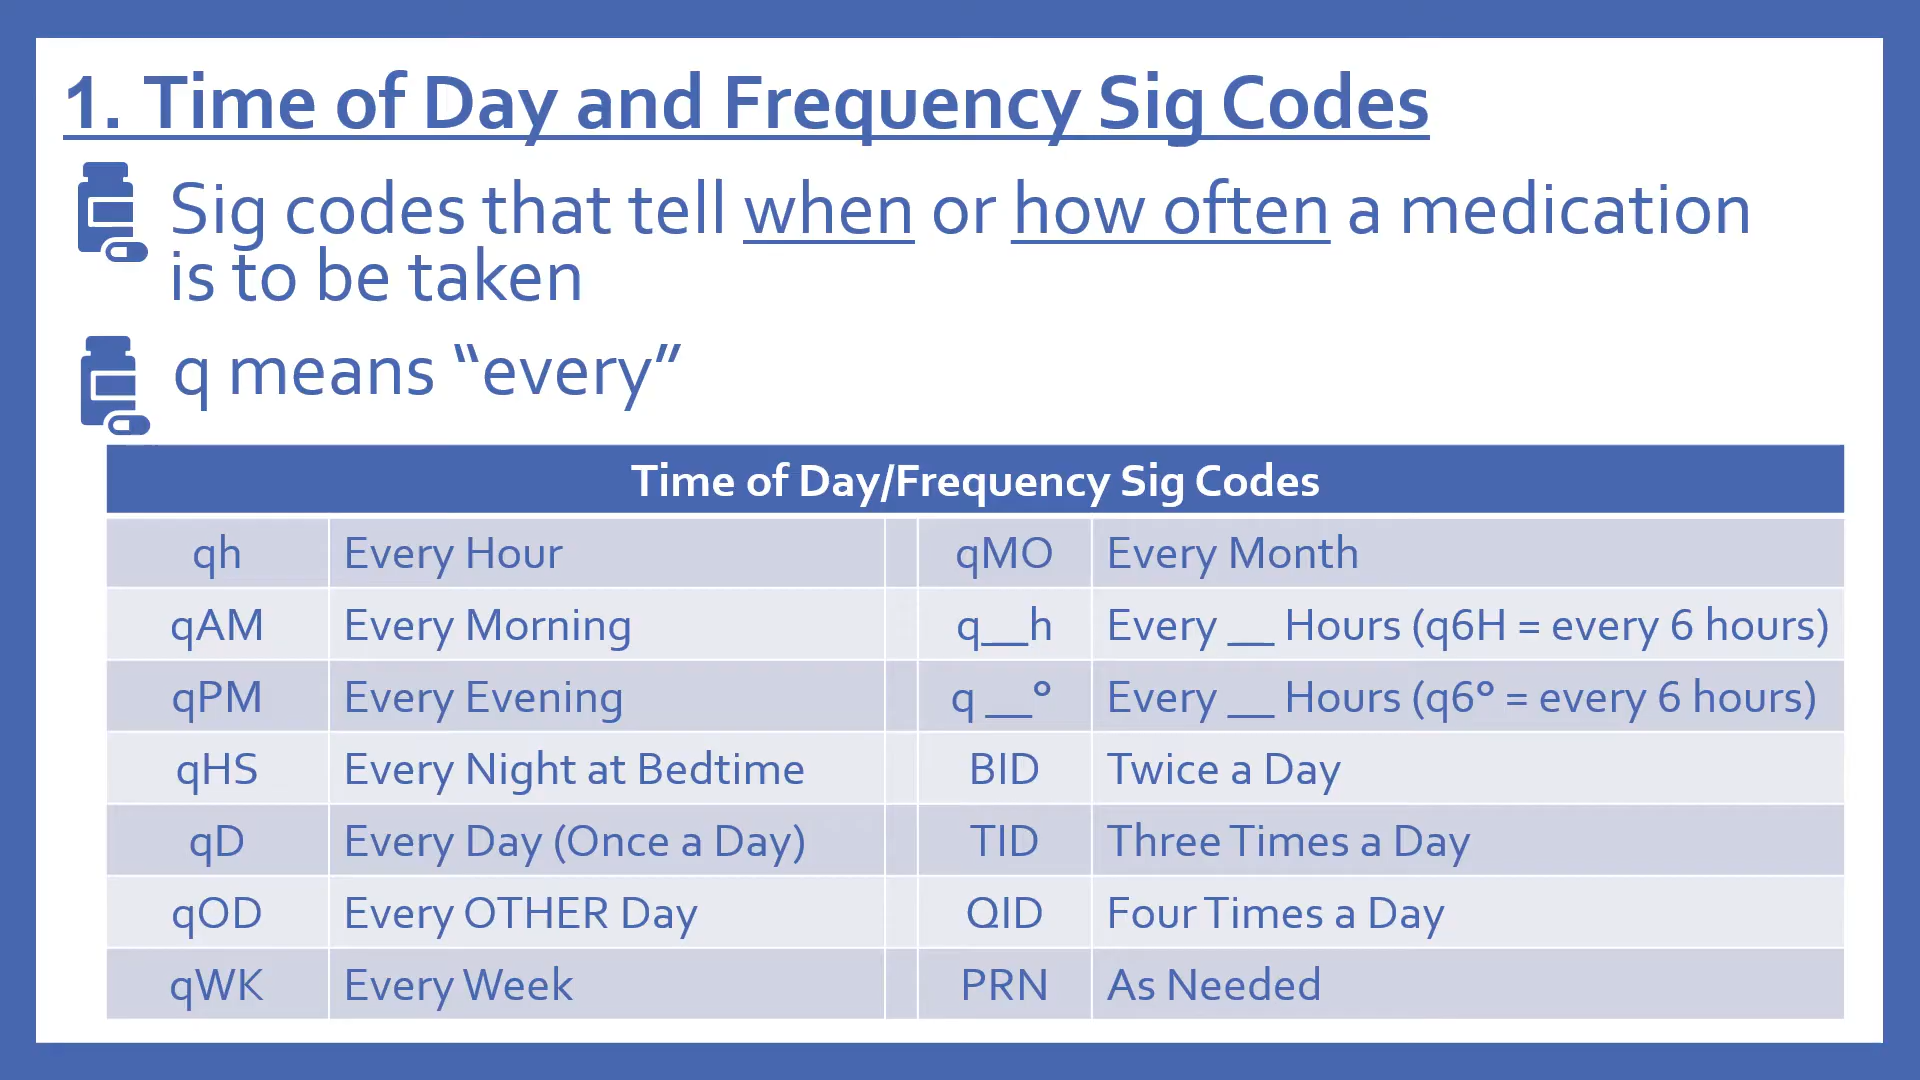 1. Time of Day and Frequency Sig Codes
Sig codes that tell when or how often a medication
is to be taken
q means “every”
Time of Day/Frequency Sig Codes
qh Every Hour qMO Every Month
qAM Every Morning q__h Every __ Hours (q6H = every 6 hours)
qPM Every Evening q __° Every __ Hours (q6° = every 6 hours)
qHS Every Night at Bedtime BID Twice a Day
qD Every Day (Once a Day) TID Three Times a Day
qOD Every OTHER Day QID Four Times a Day
qWK Every Week PRN As Needed